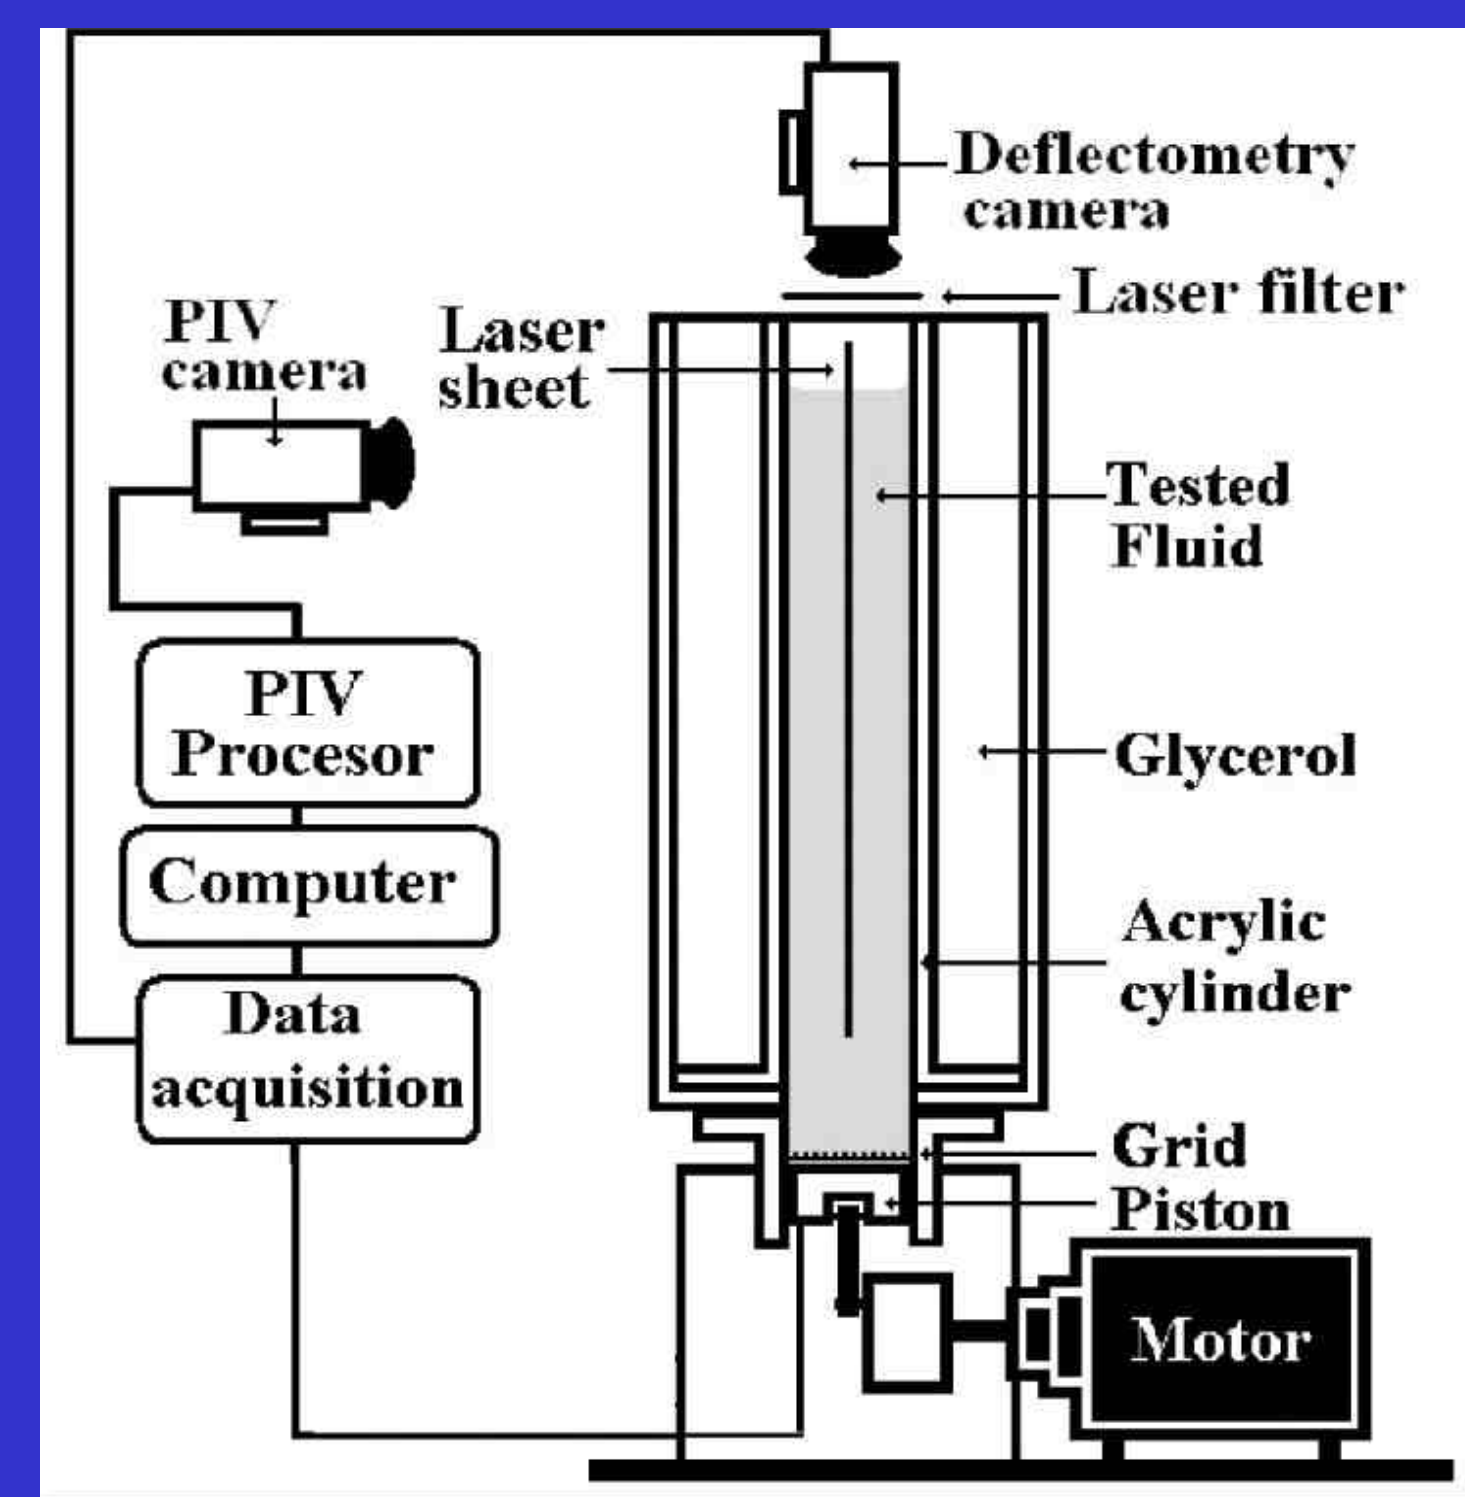 Deflectometry
camera
Laser filter
PIV
camera
Laser
sheet
Tested
Fluid
PIV
Procesor
Glycerol
Computer
Acrylic
cylinder
Data
acquisition
Grid
Piston
Motor